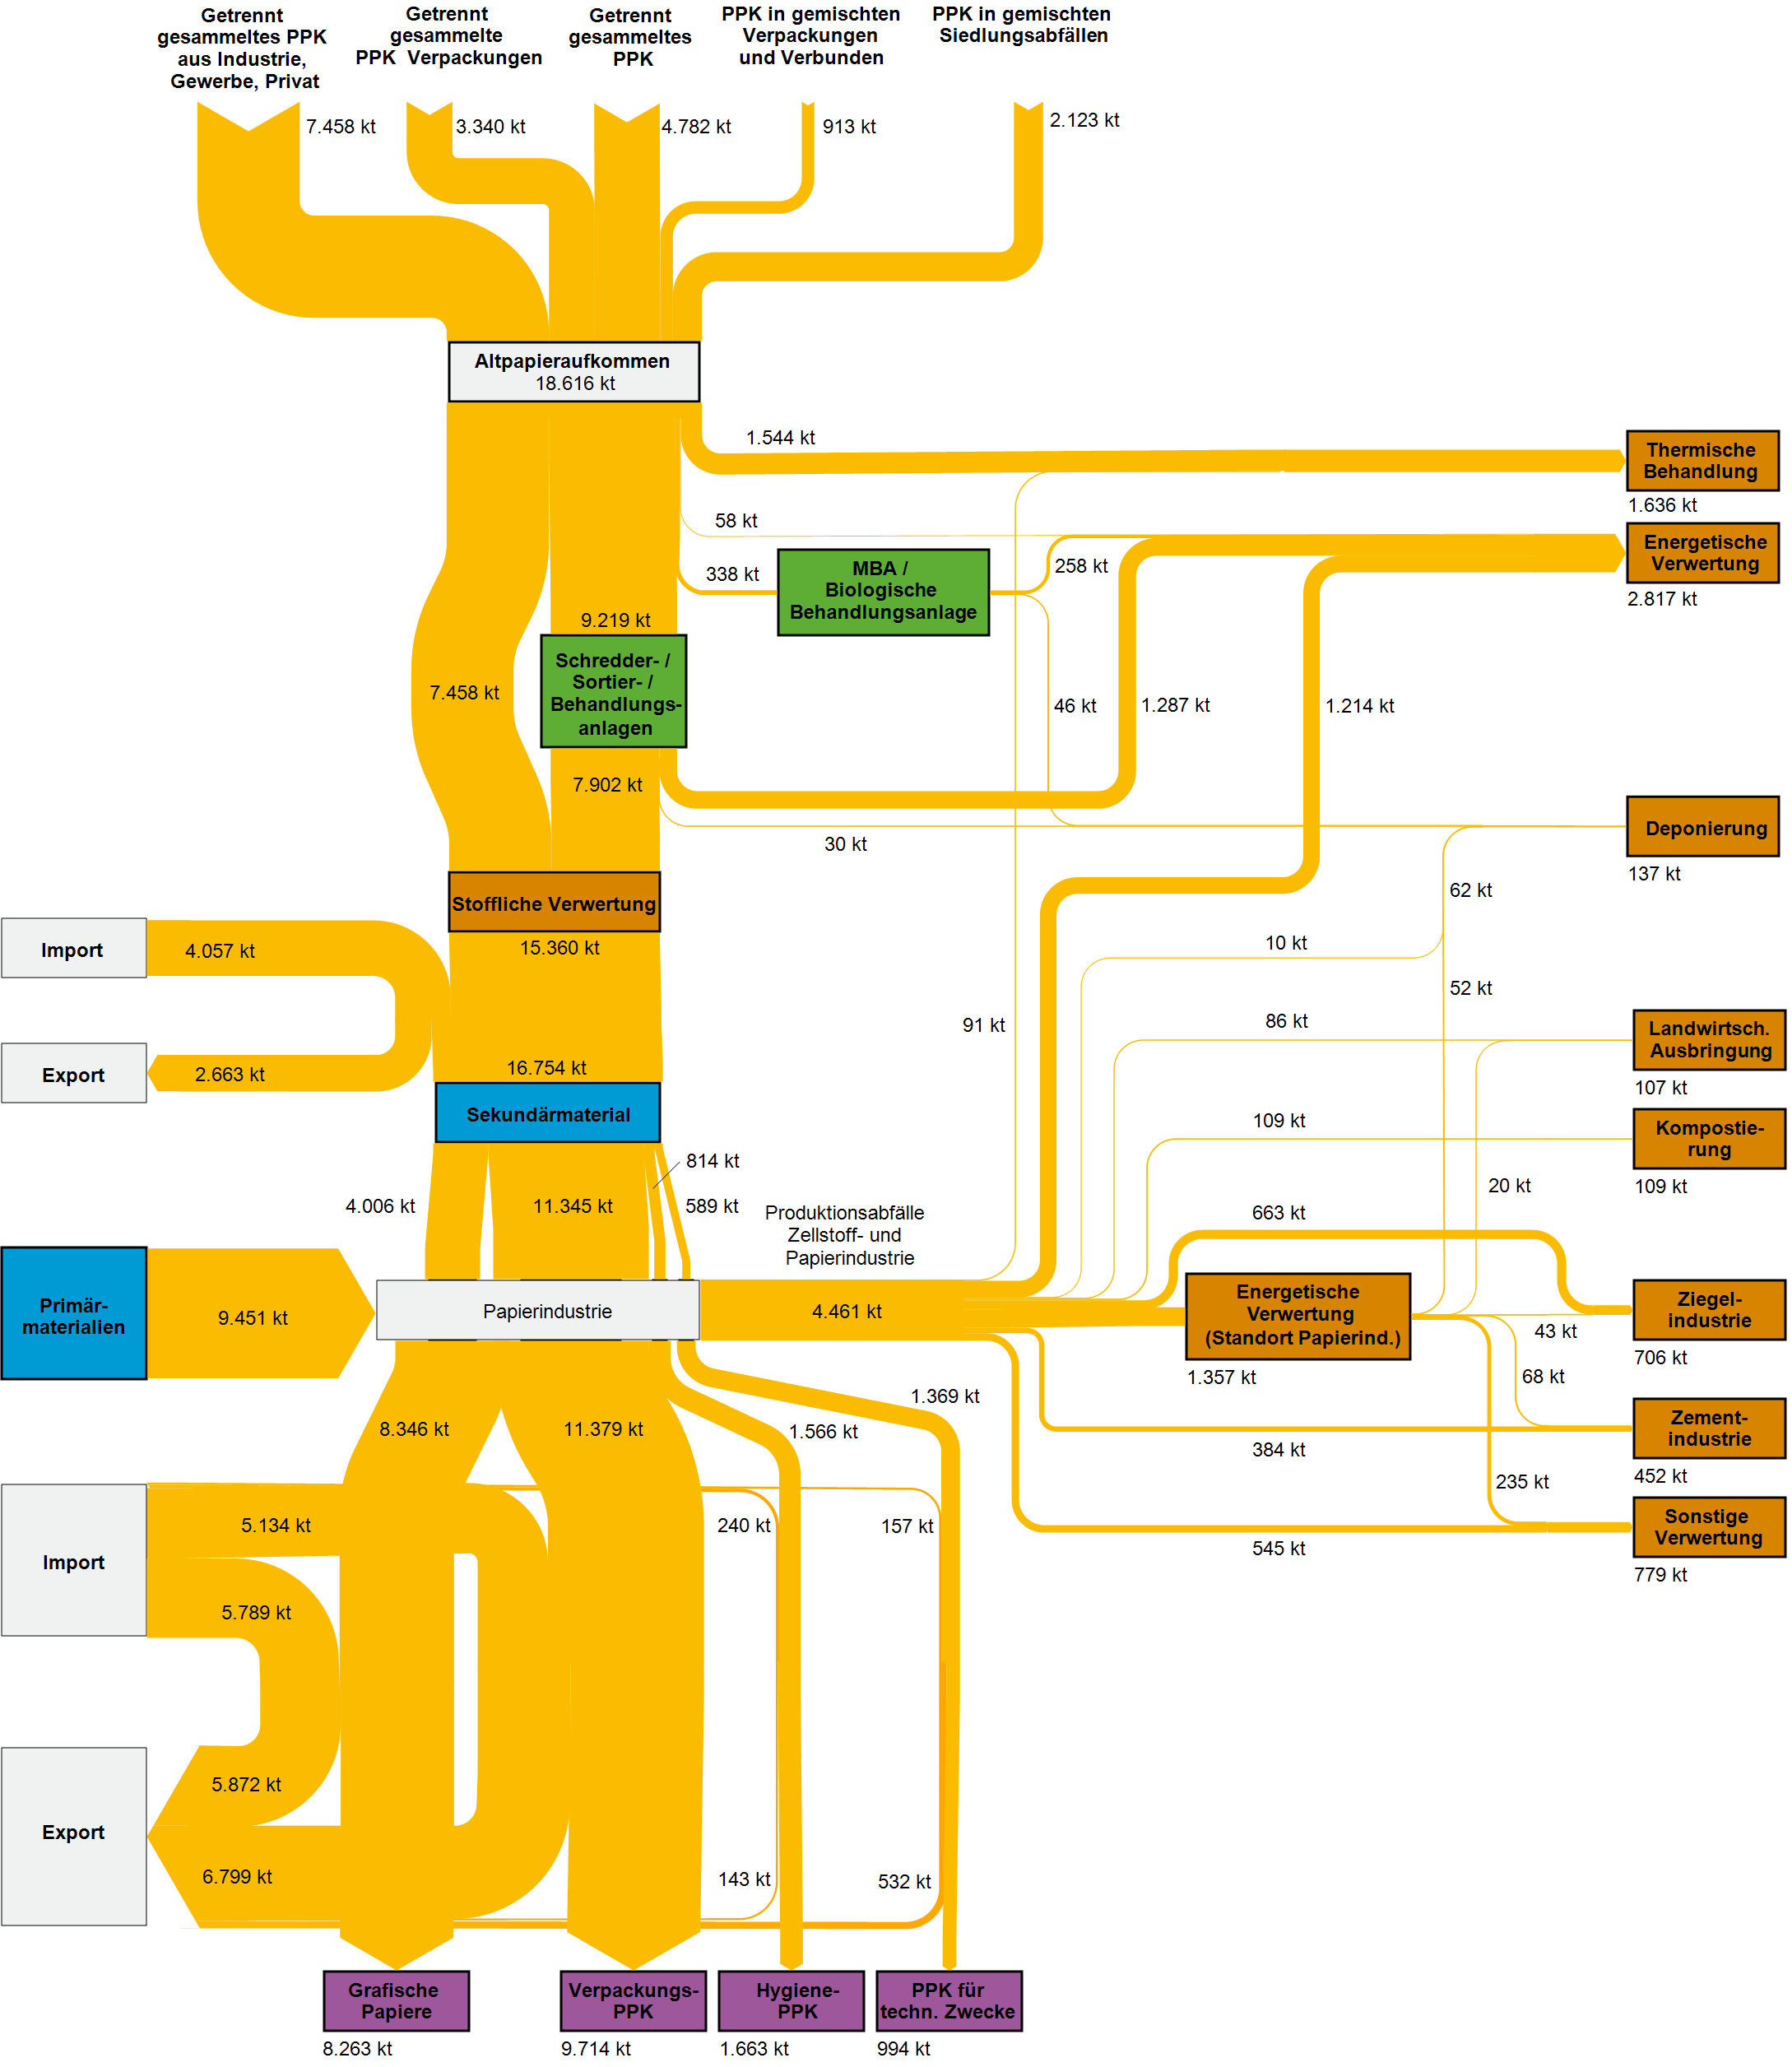 Getrennt
gesammeltes PPK
aus Industrie,
Gewerbe, Privat
Getrennt
gesammelte
PPK Verpackungen
Getrennt
gesammeltes
PPK
PPK in gemischten
Verpackungen
und Verbunden
PPK in gemischten
Siedlungsabfällen
7.458 kt
3.340 kt
4.782 kt
913 kt
2.123 kt
Altpapieraufkommen
18.616 kt
1.544 kt
Thermische
Behandlung
1.636 kt
58 kt
Energetische
Verwertung
2.817 kt
338 kt
MBA /
Biologische
Behandlungsanlage
258 kt
9.219 kt
Schredder- /
Sortier- /
Behandlungs-
anlagen
7.458 kt
46 kt
1.287 kt
1.214 kt
7.902 kt
30 kt
Deponierung
137 kt
62 kt
Stoffliche Verwertung
15.360 kt
Import
4.057 kt
10 kt
52 kt
91 kt
86 kt
Landwirtsch.
Ausbringung
107 kt
Export
2.663 kt
16.754 kt
Sekundärmaterial
109 kt
Kompostie-
rung
109 kt
814 kt
4.006 kt
11.345 kt
589 kt
20 kt
Produktionsabfälle
Zellstoff- und
Papierindustrie
663 kt
Primär-
materialien
9.451 kt
Papierindustrie
4.461 kt
Energetische
Verwertung
(Standort Papierind.)
1.357 kt
Ziegel-
industrie
706 kt
43 kt
68 kt
1.369 kt
8.346 kt
11.379 kt
1.566 kt
384 kt
Zement-
industrie
452 kt
235 kt
Import
5.134 kt
240 kt
157 kt
545 kt
Sonstige
Verwertung
779 kt
5.789 kt
5.872 kt
Export
6.799 kt
143 kt
532 kt
Grafische
Papiere
8.263 kt
Verpackungs-
PPK
9.714 kt
Hygiene-
PPK
1.663 kt
PPK für
techn. Zwecke
994 kt